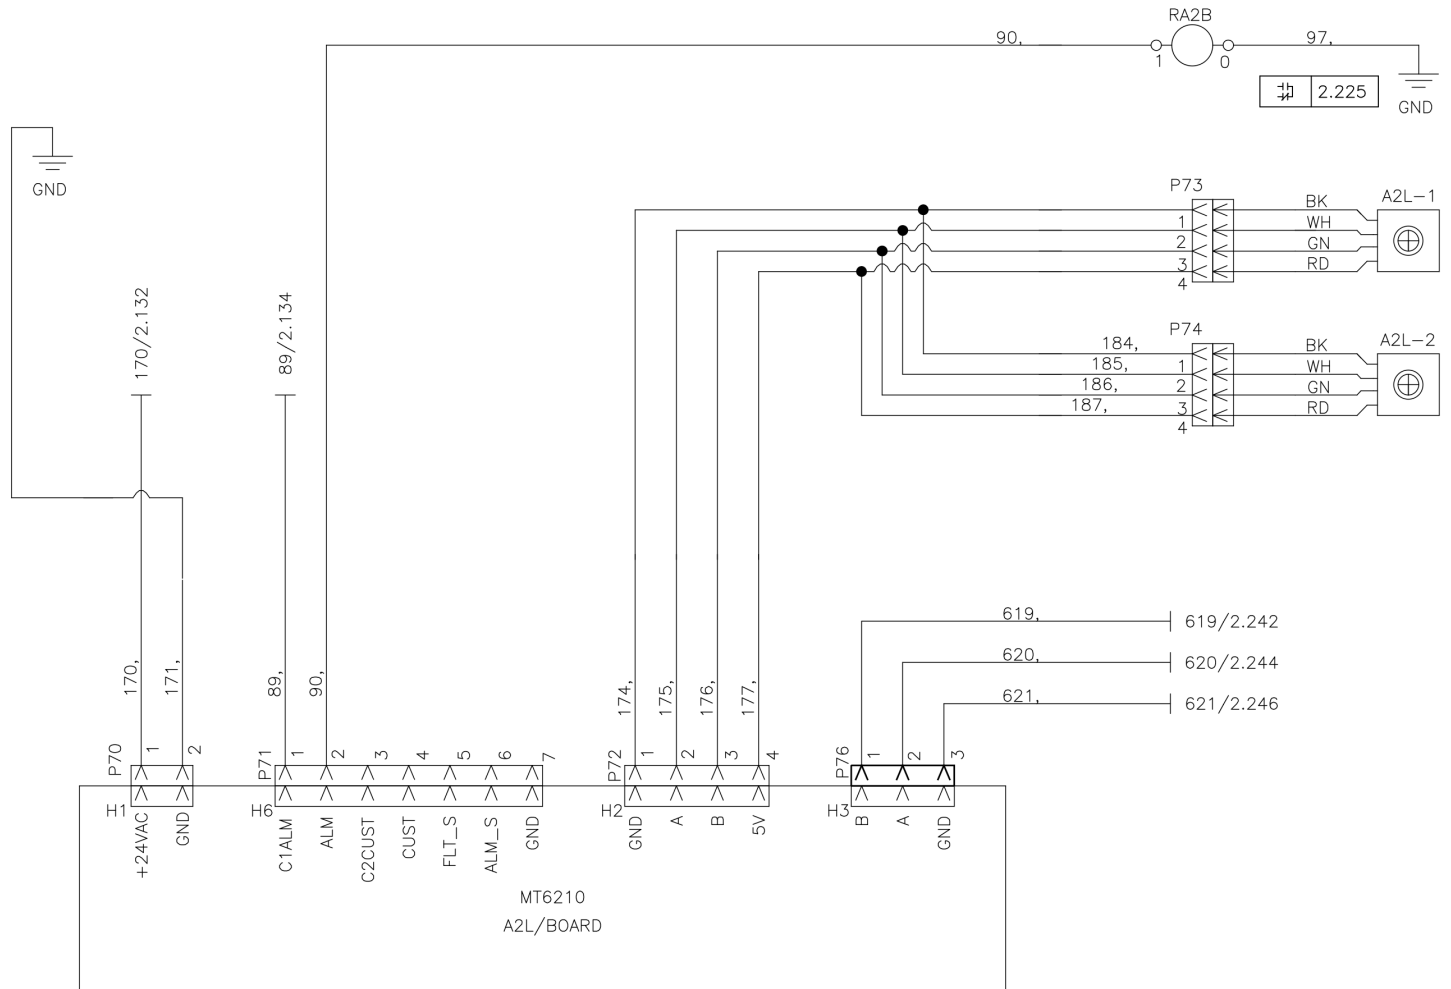 RA2B
90,
97,
1
0
2.225
GND
GND
P73
A2L-1
BK
1
WH
2
GN
3
RD
4
170/2.132
89/2.134
P74
A2L-2
184,
BK
185,
1
WH
186,
2
GN
187,
3
RD
4
619,
619/2.242
620,
620/2.244
621,
621/2.246
170,
171,
89,
90,
174,
175,
176,
177,
P70
1
2
P71
1
2
3
4
5
6
7
P72
1
2
3
4
P76
1
2
3
H1
H6
H2
H3
+24VAC
GND
C1ALM
ALM
C2CUST
CUST
FLT_S
ALM_S
GND
GND
A
B
5V
B
A
GND
MT6210
A2L/BOARD